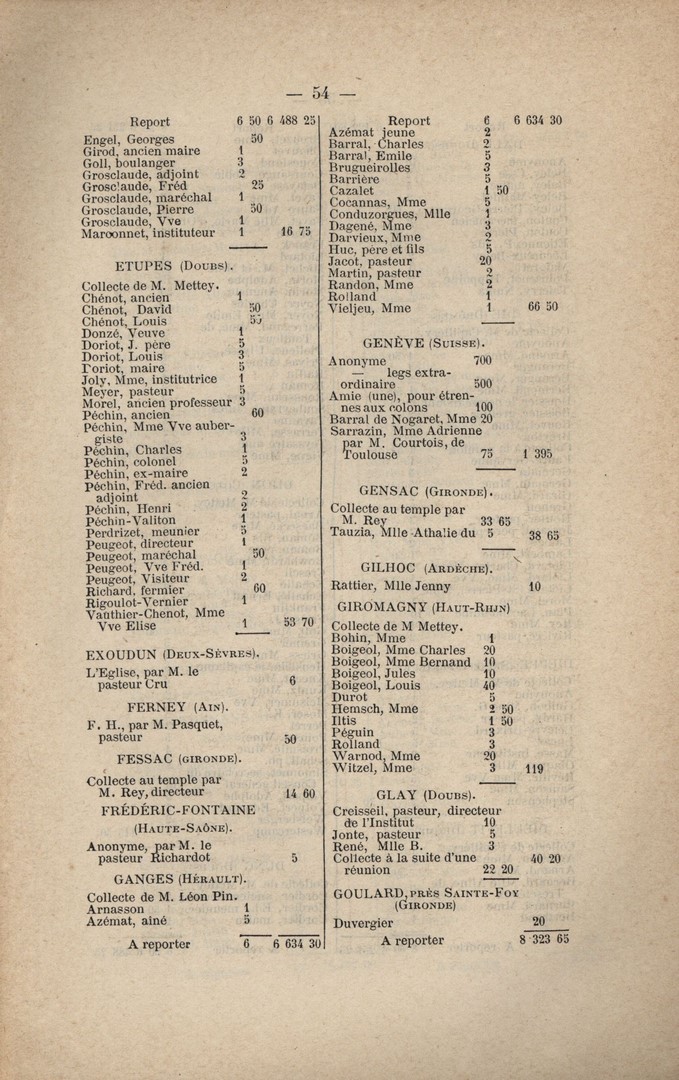 — 54 —
Report 6 50 6 488 25
Engel, Georges 50
Girod, ancien maire 1
Goll, boulanger 3
Grosclaude, adjoint 2
Grosclaude, Fréd 25
Grosclaude, maréchal 1
Grosclaude, Pierre 50
Grosclaude, Vve 1
Marconnet, instituteur 1 16 75
ETUPES (Doubs).
Collecte de M. Mettey.
Chénot, ancien 1
Chénot, David 50
Chénot, Louis 50
Donzé, Veuve 1
Doriot, J. père 5
Doriot, Louis 3
Doriot, maire 5
Joly, Mme, institutrice 1
Meyer, pasteur 5
Morel, ancien professeur 3
Péchin, ancien 60
Péchin, Mme Vve auber-
giste 3
Péchin, Charles 1
Péchin, colonel 5
Péchin, ex-maire 2
Péchin, Fréd. ancien
adjoint 2
Péchin, Henri 2
Péchin-Valiton 1
Perdrizet, meunier 5
Peugeot, directeur 1
Peugeot, maréchal 50
Peugeot, Vve Fréd. 1
Peugeot, Visiteur 2
Richard, fermier 60
Rigoulot-Vernier 1
Vauthier-Chenot, Mme
Vve Elise 1 53 70
EXOUDUN (Deux-Sèvres).
L'Eglise, par M. le
pasteur Cru 6
FERNEY (Ain).
F. H., par M. Pasquet,
pasteur 50
FESSAC (gironde).
Collecte au temple par
M. Rey, directeur 14 60
FRÉDÉRIC-FONTAINE
(Haute-Saône).
Anonyme, par M. le
pasteur Richardot 5
GANGES (Hérault).
Collecte de M. Léon Pin.
Arnasson 1
Azémat, aîné 5
A reporter 6 6 634 30
Report 6 6 634 30
Azémat jeune 2
Barral, Charles 2
Barral, Emile 5
Brugueirolles 3
Barrière 5
Cazalet 1 50
Cocannas, Mme 5
Conduzorgues, Mlle 1
Dagené, Mme 3
Darvieux, Mme 2
Huc, père et fils 5
Jacot, pasteur 20
Martin, pasteur 2
Randon, Mme 2
Rolland 1
Vieljeu, Mme 1 66 50
GENÈVE (Suisse).
Anonyme 700
— legs extra-
ordinaire 500
Amie (une), pour étren-
nes aux colons 100
Barral de Nogaret, Mme 20
Sarrazin, Mme Adrienne
par M. Courtois, de
Toulouse 75 1 395
GENSAC (Gironde).
Collecte au temple par
M. Rey 33 65
Tauzia, Mlle Athalie du 5 38 65
GILHOC (Ardèche).
Rattier, Mlle Jenny 10
GIROMAGNY (Haut-Rhin)
Collecte de M Mettey.
Bohin, Mme 1
Boigeol, Mme Charles 20
Boigeol, Mme Bernand 10
Boigeol, Jules 10
Boigeol, Louis 40
Durot 5
Hemsch, Mme 2 50
Iltis 1 50
Péguin 3
Rolland 3
Warnod, Mme 20
Witzel, Mme 3 119
GLAY (Doubs).
Creisseil, pasteur, directeur
de l'Institut 10
Jonte, pasteur 5
René, Mlle B. 3
Collecte à la suite d'une 40 20
réunion 22 20
GOULARD, près Sainte-Foy
(Gironde)
Duvergier 20
A reporter 8 323 65